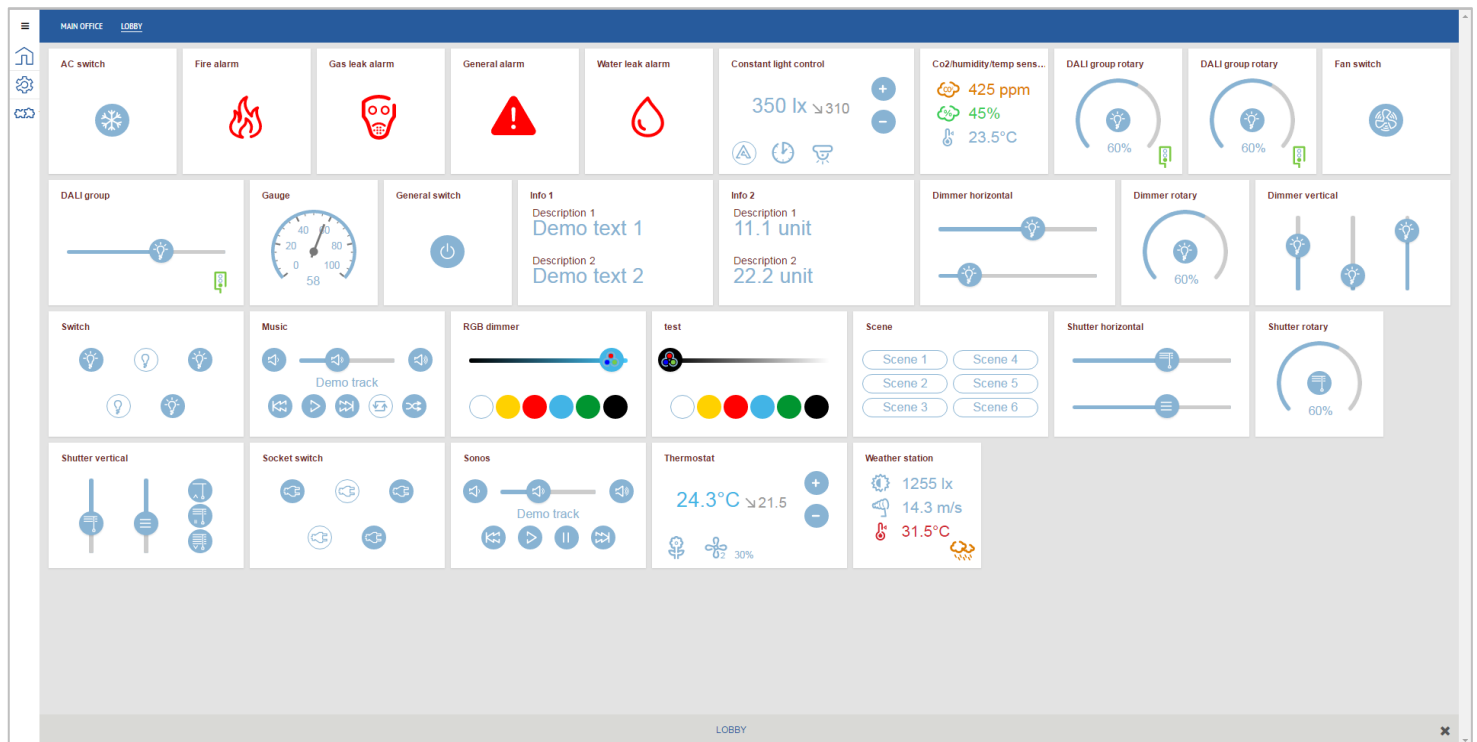 MAIN OFFICE LOBBY
AC switch
Fire alarm
Gas leak alarm
General alarm
Water leak alarm
Constant light control
350 lx ↘310
Co2/humidity/temp sens...
CO2 425 ppm
% 45%
23.5°C
DALI group rotary
60%
DALI group rotary
60%
Fan switch
DALI group
Gauge
0 20 40 60 80 100
58
General switch
Info 1
Description 1
Demo text 1
Description 2
Demo text 2
Info 2
Description 1
11.1 unit
Description 2
22.2 unit
Dimmer horizontal
Dimmer rotary
60%
Dimmer vertical
Switch
Music
Demo track
RGB dimmer
test
Scene
Scene 1 Scene 4
Scene 2 Scene 5
Scene 3 Scene 6
Shutter horizontal
Shutter rotary
60%
Shutter vertical
Socket switch
Sonos
Demo track
Thermostat
24.3°C ↘21.5
A
2 30%
Weather station
1255 lx
14.3 m/s
31.5°C
LOBBY